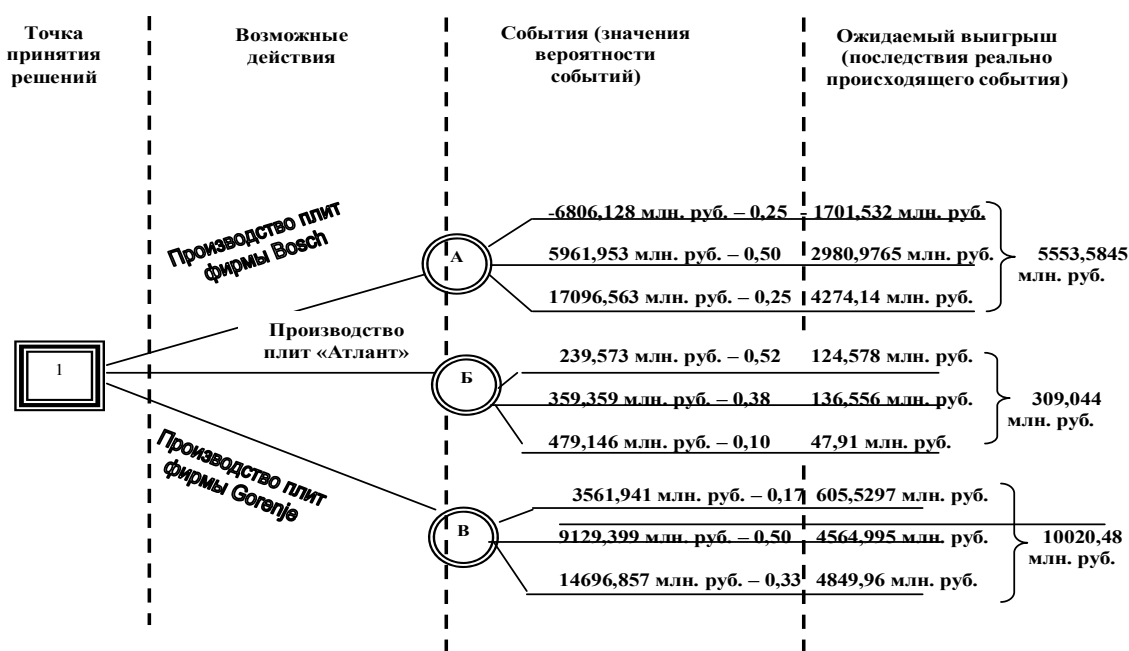 Точка
принятия
решений
Возможные
действия
События (значения
вероятности
событий)
Ожидаемый выигрыш
(последствия реально
происходящего события)
Производство плит
фирмы Bosch
А
-6806,128 млн. руб. – 0,25 - 1701,532 млн. руб.
5961,953 млн. руб. – 0,50 2980,9765 млн. руб.
17096,563 млн. руб. – 0,25 4274,14 млн. руб.
5553,5845
млн. руб.
Производство
плит «Атлант»
1
Б
239,573 млн. руб. – 0,52 124,578 млн. руб.
359,359 млн. руб. – 0,38 136,556 млн. руб.
479,146 млн. руб. – 0,10 47,91 млн. руб.
309,044
млн. руб.
Производство плит
фирмы Gorenje
В
3561,941 млн. руб. – 0,17 605,5297 млн. руб.
9129,399 млн. руб. – 0,50 4564,995 млн. руб.
14696,857 млн. руб. – 0,33 4849,96 млн. руб.
10020,48
млн. руб.